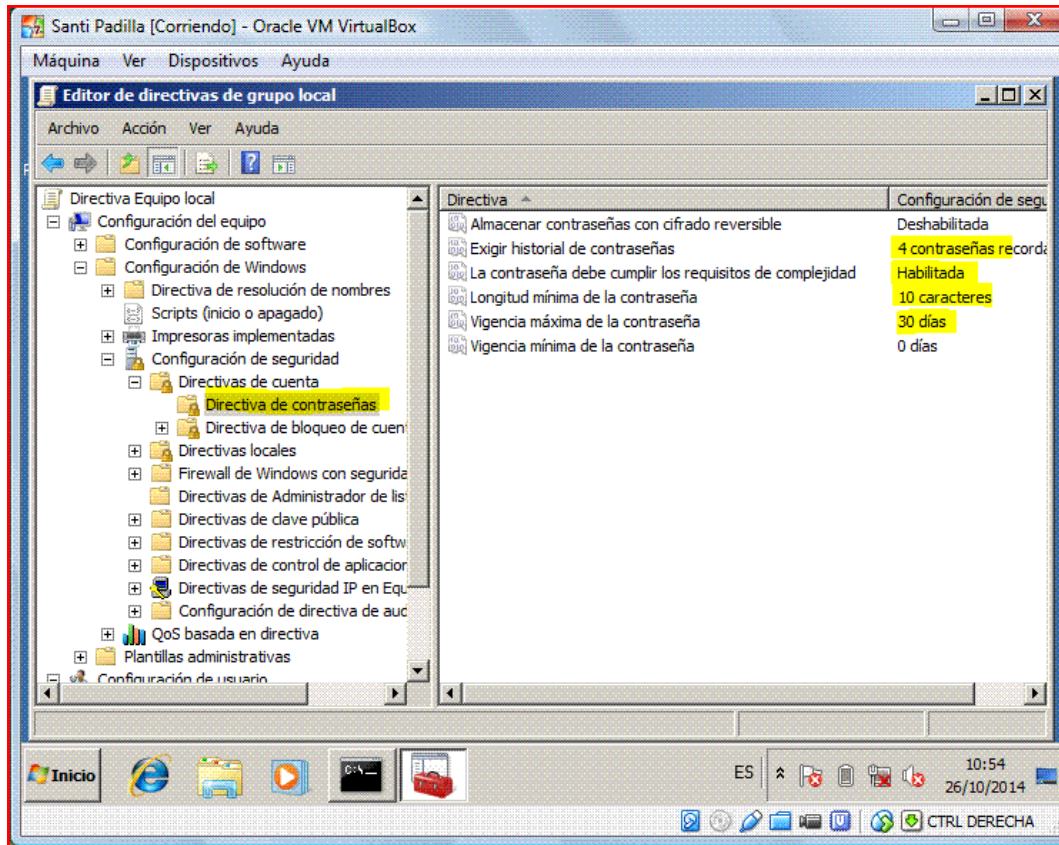 Santi Padilla [Corriendo] - Oracle VM VirtualBox
Máquina Ver Dispositivos Ayuda
Editor de directivas de grupo local
Archivo Acción Ver Ayuda
Directiva Equipo local
Configuración del equipo
Configuración de software
Configuración de Windows
Directiva de resolución de nombres
Scripts (inicio o apagado)
Impresoras implementadas
Configuración de seguridad
Directivas de cuenta
Directiva de contraseñas
Directiva de bloqueo de cuen
Directivas locales
Firewall de Windows con segurida
Directivas de Administrador de lis
Directivas de clave pública
Directivas de restricción de softw
Directivas de control de aplicacion
Directivas de seguridad IP en Equ
Configuración de directiva de aud
QoS basada en directiva
Plantillas administrativas
Configuración de usuario
Directiva Configuración de segu
Almacenar contraseñas con cifrado reversible Deshabilitada
Exigir historial de contraseñas 4 contraseñas recorda
La contraseña debe cumplir los requisitos de complejidad Habilitada
Longitud mínima de la contraseña 10 caracteres
Vigencia máxima de la contraseña 30 días
Vigencia mínima de la contraseña 0 días
Inicio
C:\_
ES
10:54
26/10/2014
CTRL DERECHA